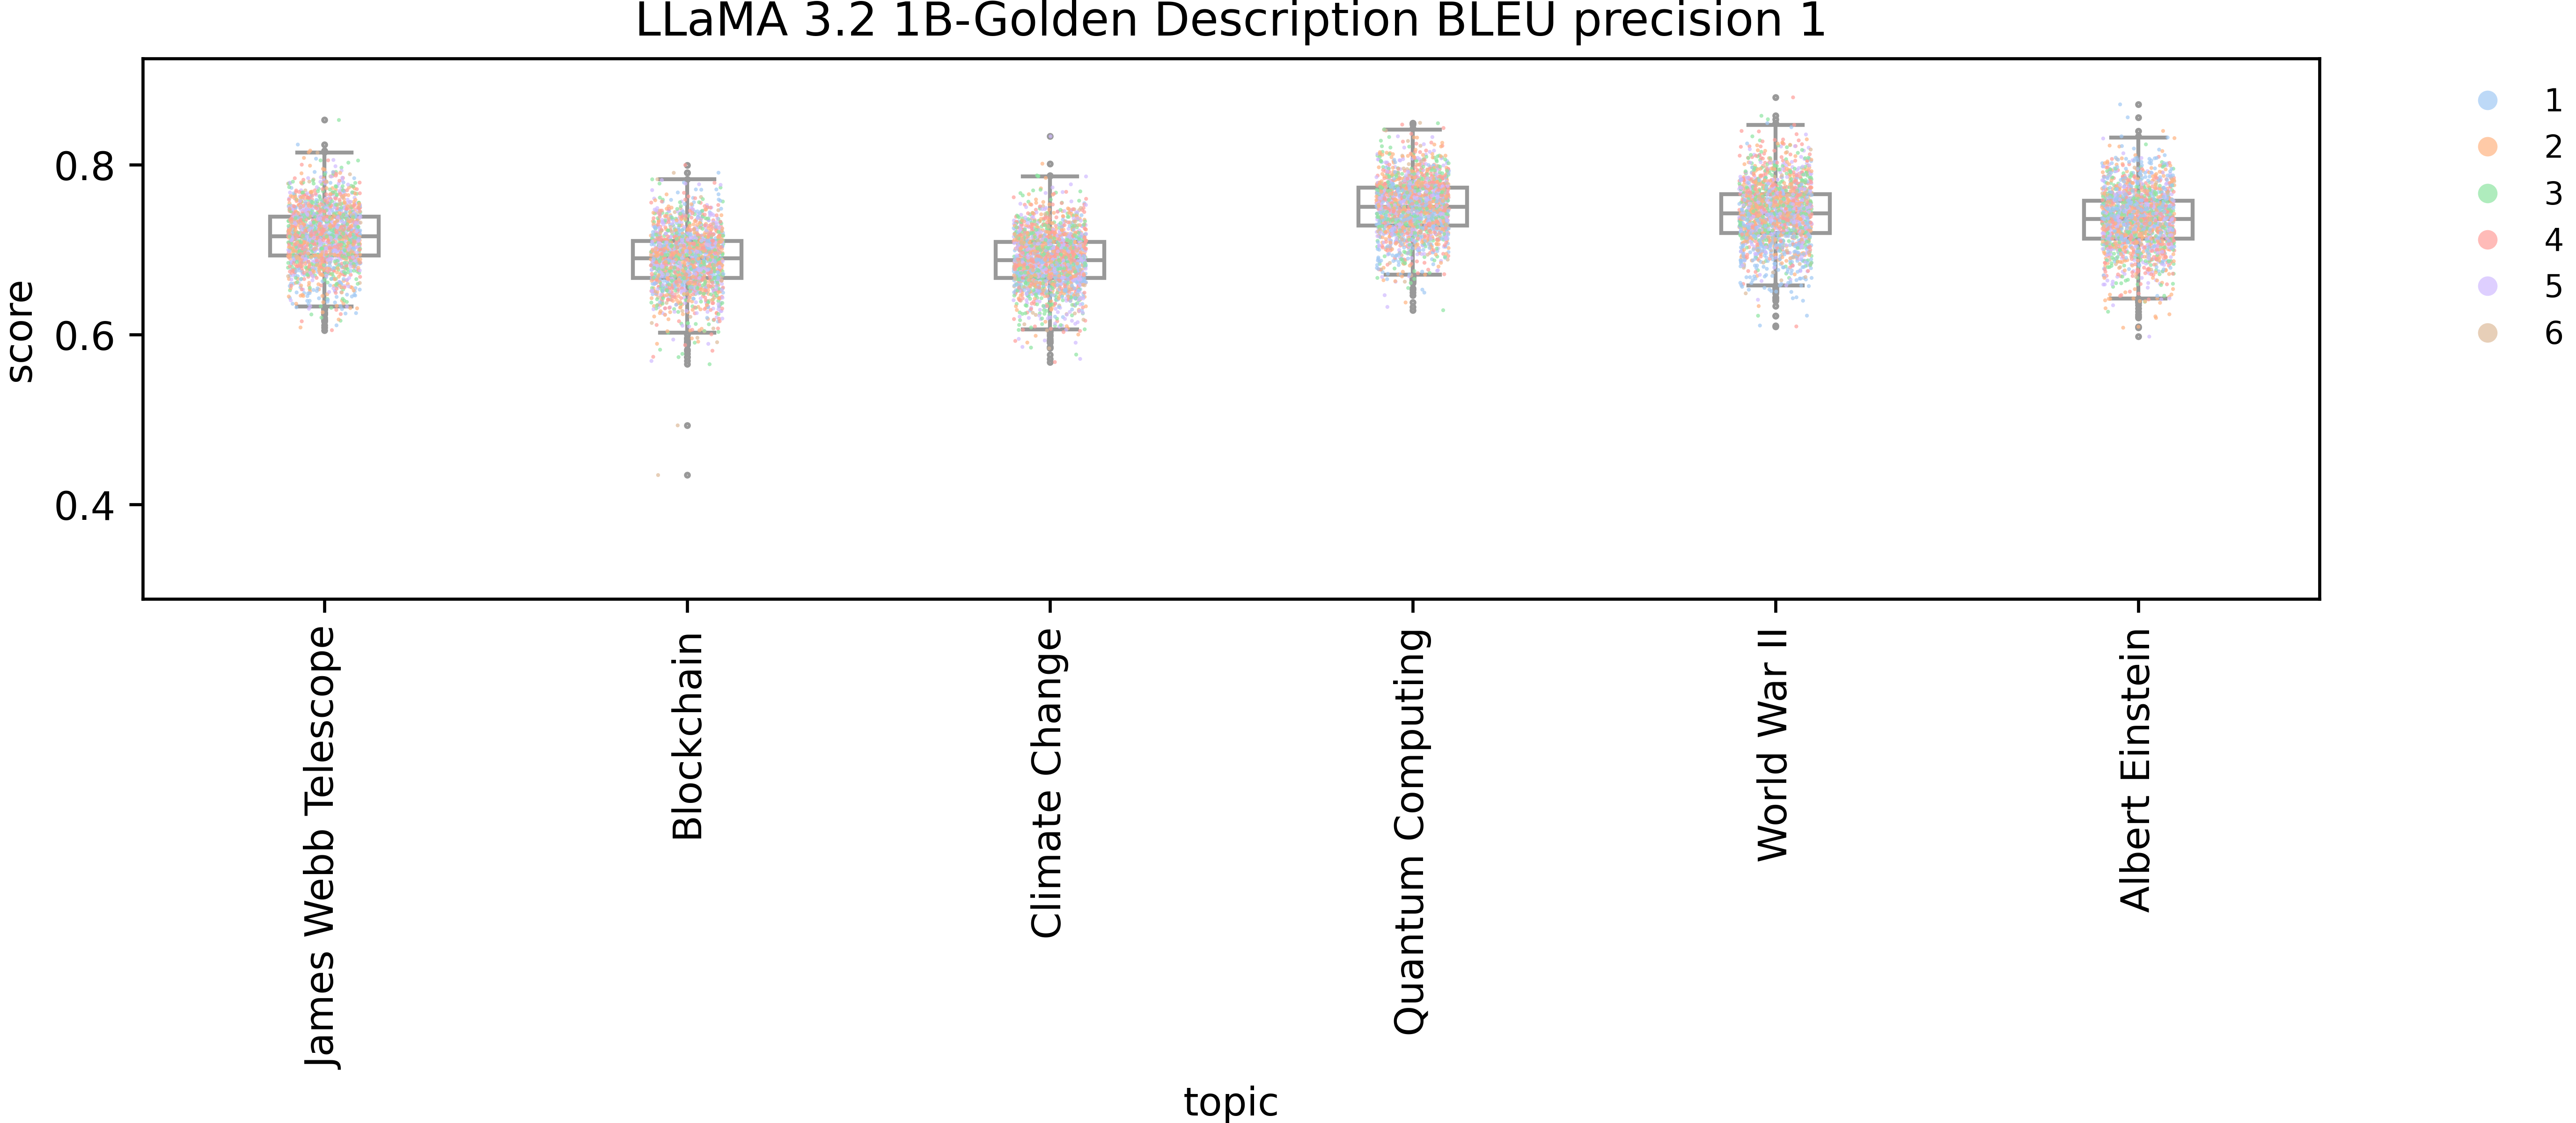 LLaMA 3.2 1B-Golden Description BLEU precision 1
score
0.8
0.6
0.4
James Webb Telescope
Blockchain
Climate Change
Quantum Computing
World War II
Albert Einstein
topic
1
2
3
4
5
6